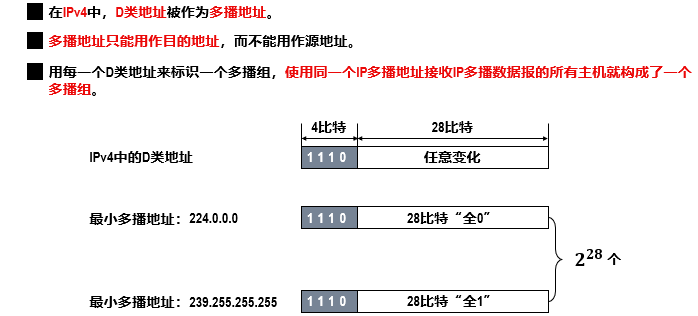 在IPv4中，D类地址被作为多播地址。
多播地址只能用作目的地址，而不能用作源地址。
用每一个D类地址来标识一个多播组，使用同一个IP多播地址接收IP多播数据报的所有主机就构成了一个
多播组。
4比特 28比特
IPv4中的D类地址 1 1 1 0 任意变化
最小多播地址：224.0.0.0 1 1 1 0 28比特“全0”
2^28 个
最小多播地址：239.255.255.255 1 1 1 0 28比特“全1”